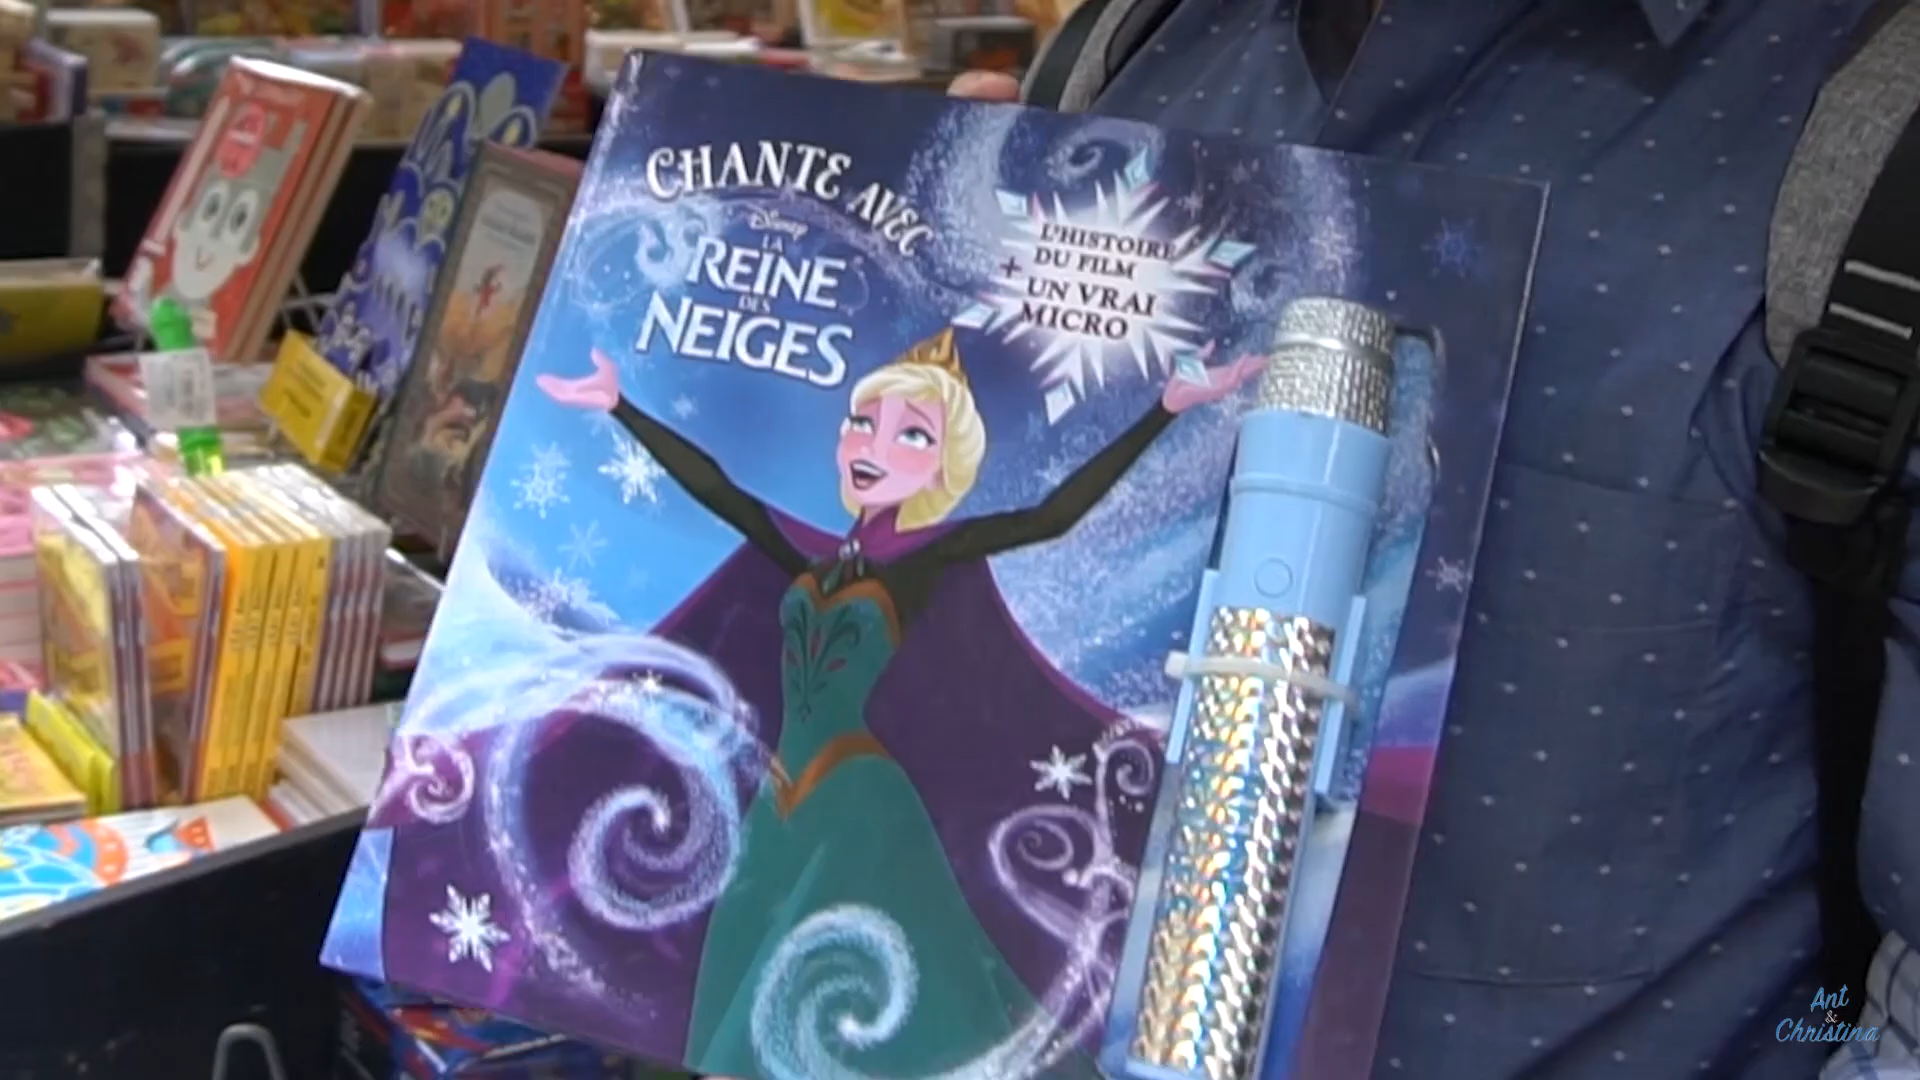 CHANTE AVEC
Disney
LA
REINE
DES
NEIGES
L'HISTOIRE
DU FILM
+ UN VRAI
MICRO
Ant
&
Christina